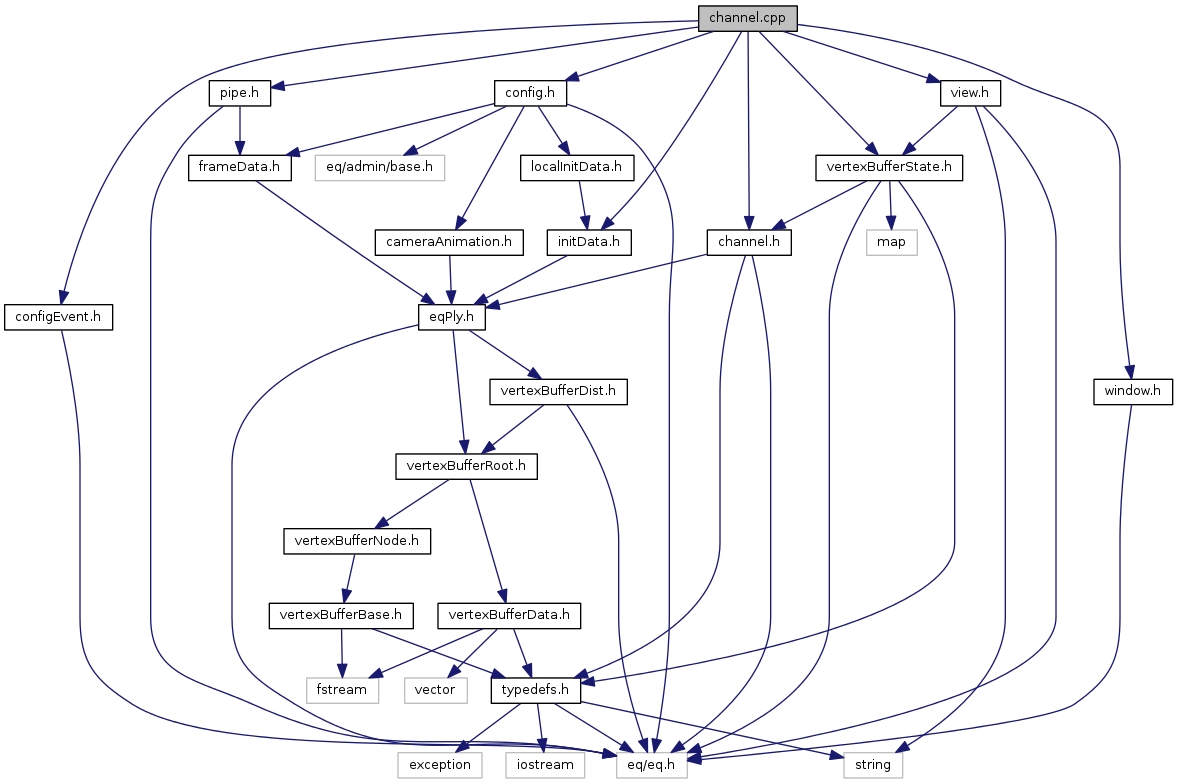 channel.cpp
pipe.h
config.h
view.h
frameData.h
eq/admin/base.h
localInitData.h
vertexBufferState.h
cameraAnimation.h
initData.h
channel.h
map
configEvent.h
eqPly.h
vertexBufferDist.h
window.h
vertexBufferRoot.h
vertexBufferNode.h
vertexBufferBase.h
vertexBufferData.h
fstream
vector
typedefs.h
exception
iostream
eq/eq.h
string